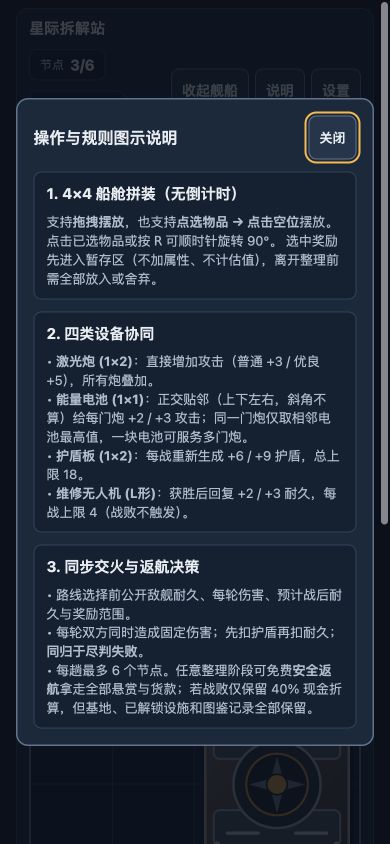 星际拆解站
节点 3/6
收起舰船
说明
设置
操作与规则图示说明
关闭
1. 4×4 船舱拼装（无倒计时）
支持拖拽摆放，也支持点选物品 → 点击空位摆放。
点击已选物品或按 R 可顺时针旋转 90°。 选中奖励
先进入暂存区（不加属性、不计估值），离开整理前
需全部放入或舍弃。
2. 四类设备协同
• 激光炮 (1×2)：直接增加攻击（普通 +3 / 优良
+5），所有炮叠加。
• 能量电池 (1×1)：正交贴邻（上下左右，斜角不
算）给每门炮 +2 / +3 攻击；同一门炮仅取相邻电
池最高值，一块电池可服务多门炮。
• 护盾板 (1×2)：每战重新生成 +6 / +9 护盾，总上
限 18。
• 维修无人机 (L形)：获胜后回复 +2 / +3 耐久，每
战上限 4（战败不触发）。
3. 同步交火与返航决策
• 路线选择前公开敌舰耐久、每轮伤害、预计战后耐
久与奖励范围。
• 每轮双方同时造成固定伤害；先扣护盾再扣耐久；
同归于尽判失败。
• 每趟最多 6 个节点。任意整理阶段可免费安全返
航拿走全部悬赏与货款；若战败仅保留 40% 现金折
算，但基地、已解锁设施和图鉴记录全部保留。